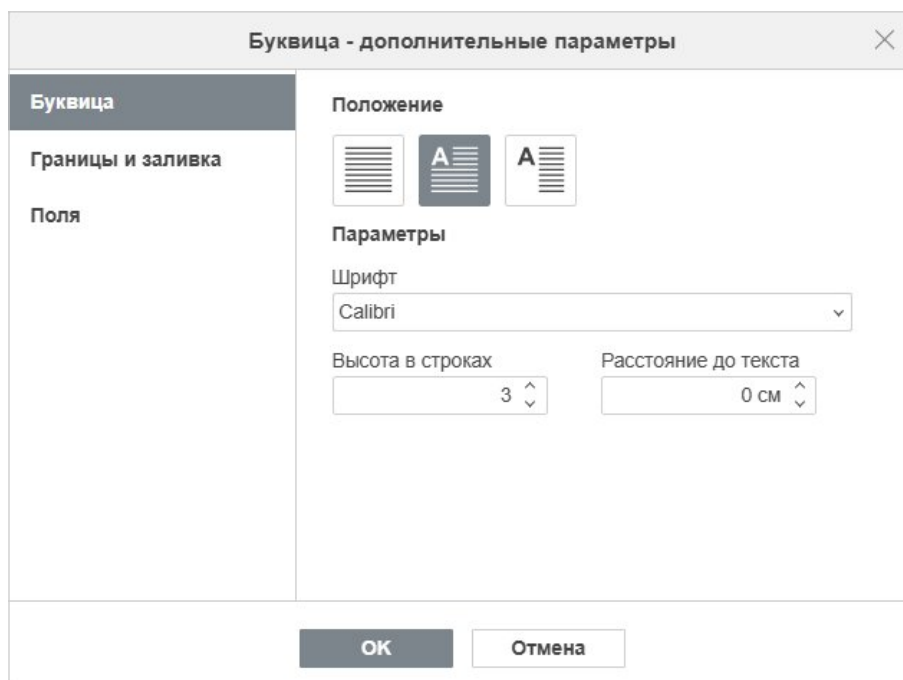 Буквица - дополнительные параметры
Буквица
Границы и заливка
Поля
Положение
A
A
Параметры
Шрифт
Calibri
Высота в строках Расстояние до текста
3 0 см
OK Отмена